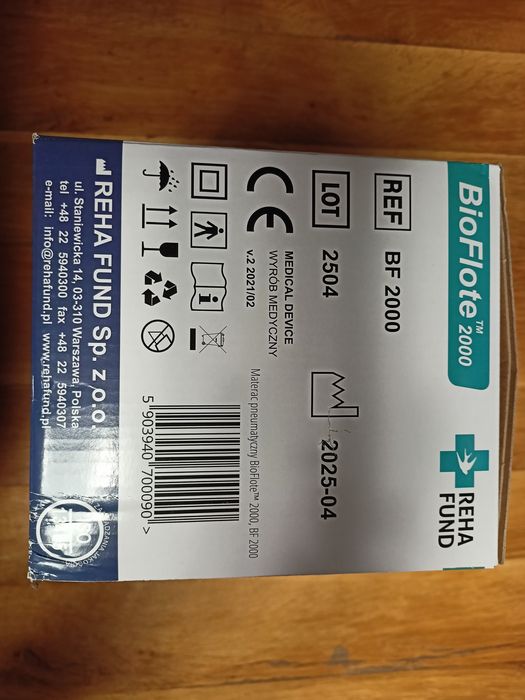 BioFlote™ 2000
REHA
FUND
REF BF 2000
LOT 2504
2025-04
CE
MEDICAL DEVICE
WYRÓB MEDYCZNY
v.2 2021/02
Materac pneumatyczny BioFlote™ 2000, BF 2000
5 903940 700090 >
REHA FUND Sp. z o.o.
ul. Staniewicka 14, 03-310 Warszawa, Polska
tel +48 22 5940300 fax +48 22 5940307
e-mail: info@rehafund.pl www.rehafund.pl